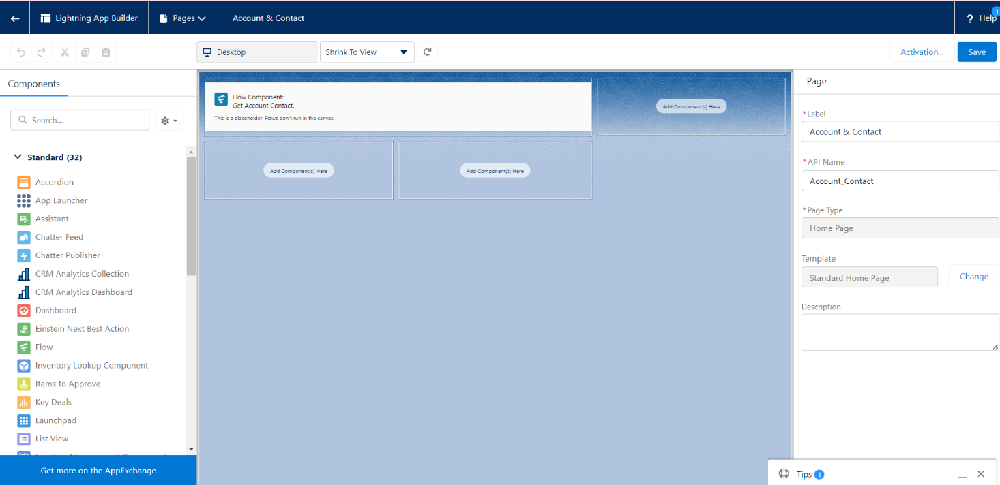 Lightning App Builder
Pages
Account & Contact
?
Help
1
Desktop
Shrink To View
Activation...
Save
Components
Search...
Standard (32)
Accordion
App Launcher
Assistant
Chatter Feed
Chatter Publisher
CRM Analytics Collection
CRM Analytics Dashboard
Dashboard
Einstein Next Best Action
Flow
Inventory Lookup Component
Items to Approve
Key Deals
Launchpad
List View
Get more on the AppExchange
Flow Component:
Get Account Contact.
This is a placeholder. Flows don't run in the canvas.
Add Component(s) Here
Add Component(s) Here
Add Component(s) Here
Page
*Label
Account & Contact
*API Name
Account_Contact
*Page Type
Home Page
Template
Standard Home Page
Change
Description
Tips 1